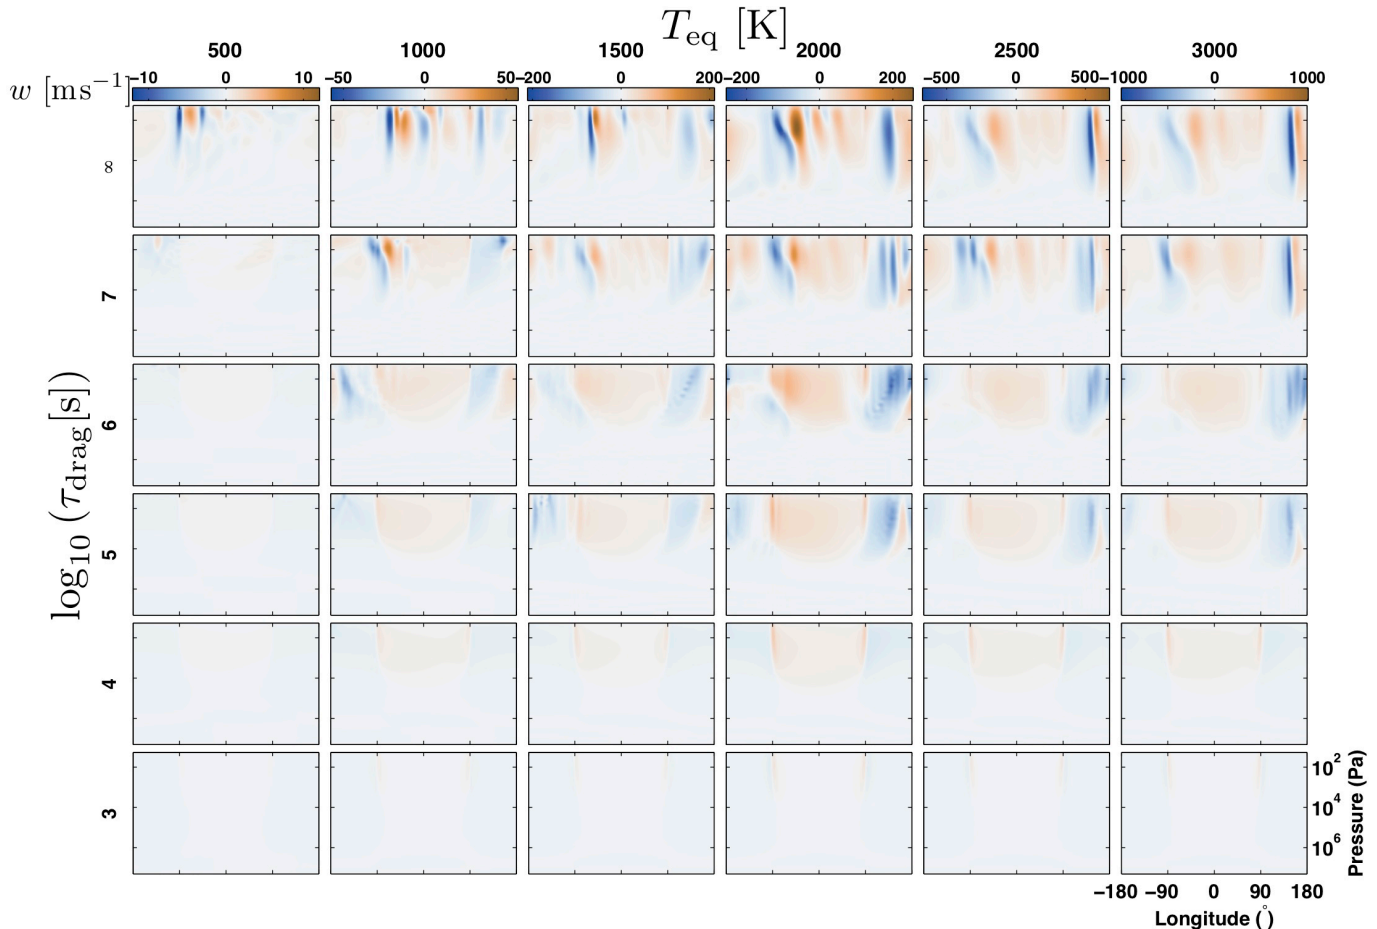 T_eq [K]
500 1000 1500 2000 2500 3000
w [ms^−1] −10 0 10 −50 0 50 −200 0 200 −200 0 200 −500 0 500 −1000 0 1000
8
7
6
log10 (τ_drag[s])
5
4
3
10^2
10^4
10^6
Pressure (Pa)
−180 −90 0 90 180
Longitude (°)